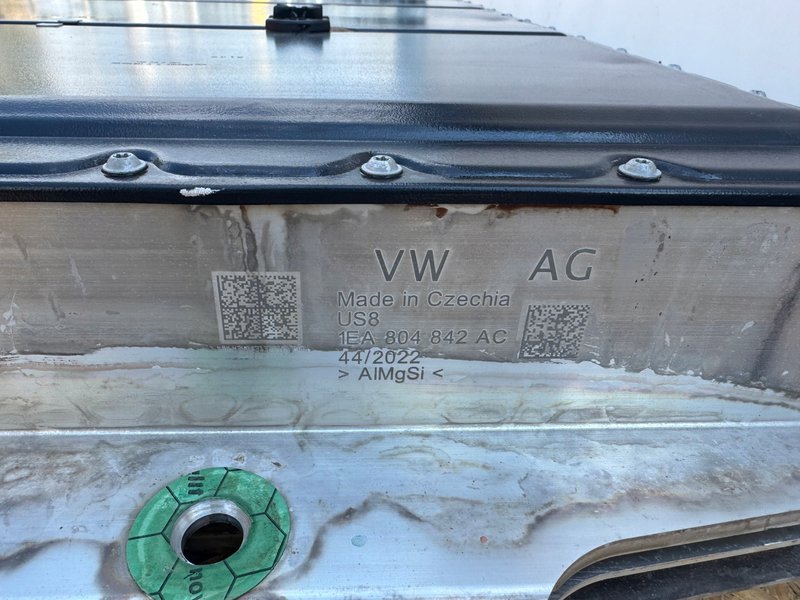 VW AG
Made in Czechia
US8
1EA 804 842 AC
44/2022
> AlMgSi <